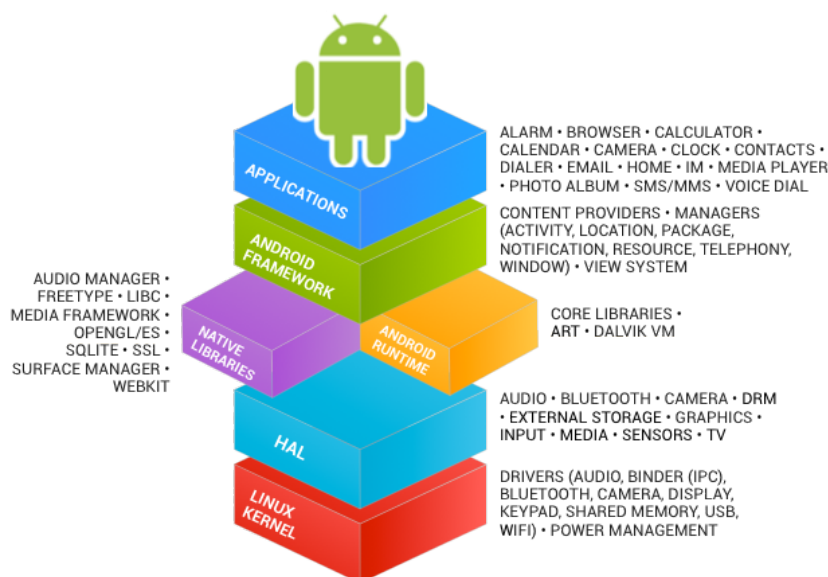 ALARM • BROWSER • CALCULATOR •
CALENDAR • CAMERA • CLOCK • CONTACTS •
DIALER • EMAIL • HOME • IM • MEDIA PLAYER
• PHOTO ALBUM • SMS/MMS • VOICE DIAL
APPLICATIONS
CONTENT PROVIDERS • MANAGERS
(ACTIVITY, LOCATION, PACKAGE,
NOTIFICATION, RESOURCE, TELEPHONY,
WINDOW) • VIEW SYSTEM
ANDROID
FRAMEWORK
AUDIO MANAGER •
FREETYPE • LIBC •
MEDIA FRAMEWORK •
OPENGL/ES •
SQLITE • SSL •
SURFACE MANAGER •
WEBKIT
NATIVE
LIBRARIES
ANDROID
RUNTIME
CORE LIBRARIES •
ART • DALVIK VM
HAL
AUDIO • BLUETOOTH • CAMERA • DRM
• EXTERNAL STORAGE • GRAPHICS •
INPUT • MEDIA • SENSORS • TV
LINUX
KERNEL
DRIVERS (AUDIO, BINDER (IPC),
BLUETOOTH, CAMERA, DISPLAY,
KEYPAD, SHARED MEMORY, USB,
WIFI) • POWER MANAGEMENT